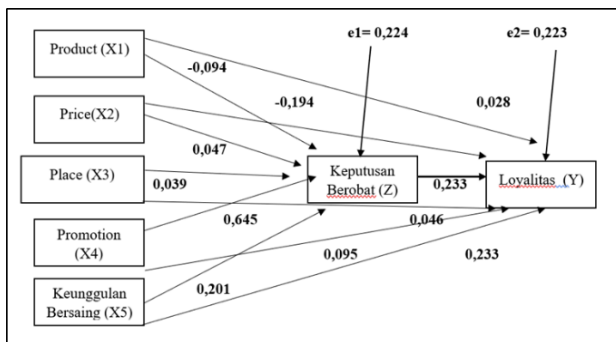 e1= 0,224
e2= 0,223
Product (X1)
-0,094
-0,194
0,028
Price(X2)
0,047
Place (X3)
0,039
Keputusan
Berobat (Z)
0,233
Loyalitas (Y)
Promotion
(X4)
0,645
0,046
0,095
0,233
Keunggulan
Bersaing (X5)
0,201